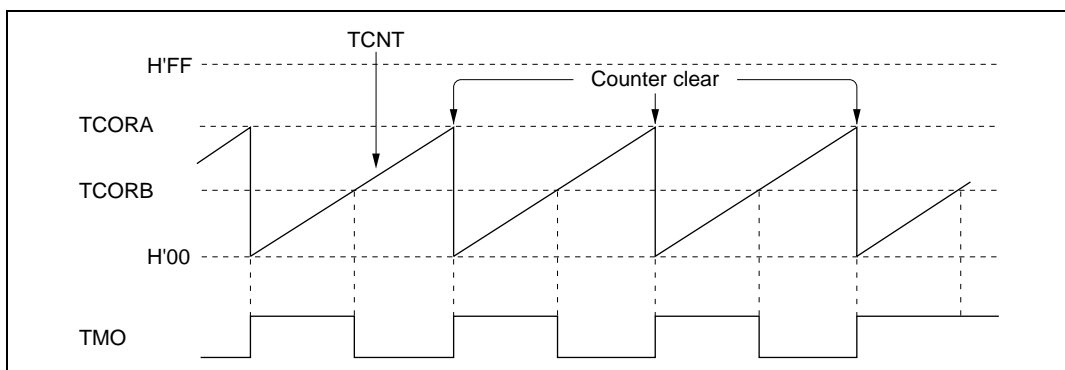 TCNT
H'FF
Counter clear
TCORA
TCORB
H'00
TMO